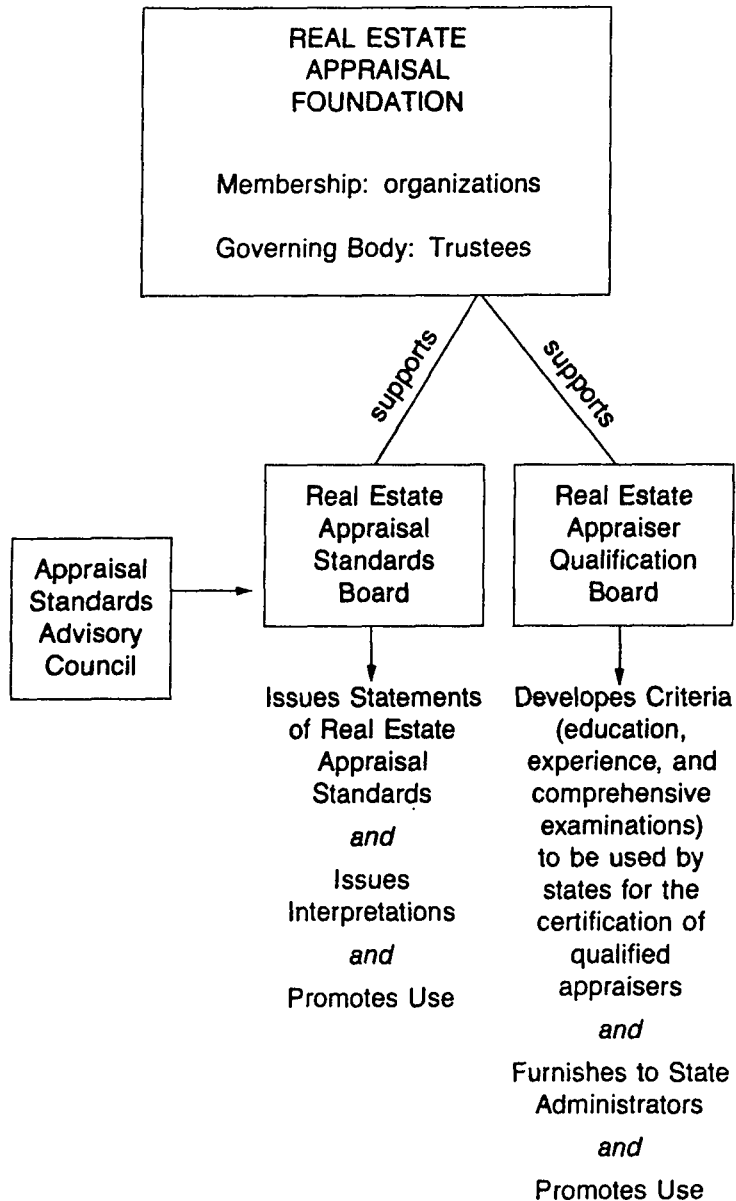 REAL ESTATE
APPRAISAL
FOUNDATION
Membership: organizations
Governing Body: Trustees
supports
supports
Appraisal
Standards
Advisory
Council
Real Estate
Appraisal
Standards
Board
Issues Statements
of Real Estate
Appraisal
Standards
and
Issues
Interpretations
and
Promotes Use
Real Estate
Appraiser
Qualification
Board
Developes Criteria
(education,
experience, and
comprehensive
examinations)
to be used by
states for the
certification of
qualified
appraisers
and
Furnishes to State
Administrators
and
Promotes Use